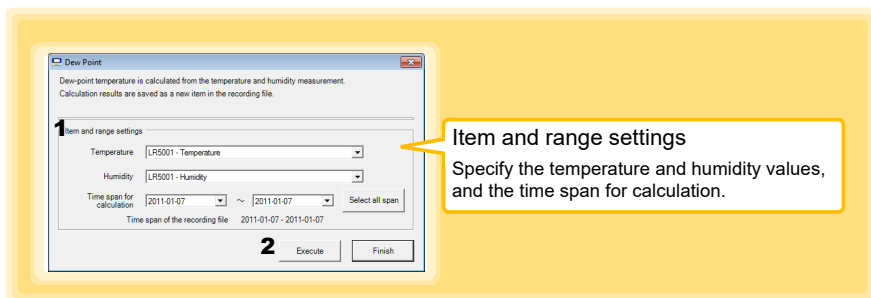 Dew Point
Dew-point temperature is calculated from the temperature and humidity measurement.
Calculation results are saved as a new item in the recording file.
1
Item and range settings
Temperature LR5001 - Temperature
Humidity LR5001 - Humidity
Time span for
calculation 2011-01-07 ~ 2011-01-07 Select all span
Time span of the recording file 2011-01-07 - 2011-01-07
2 Execute Finish
Item and range settings
Specify the temperature and humidity values,
and the time span for calculation.